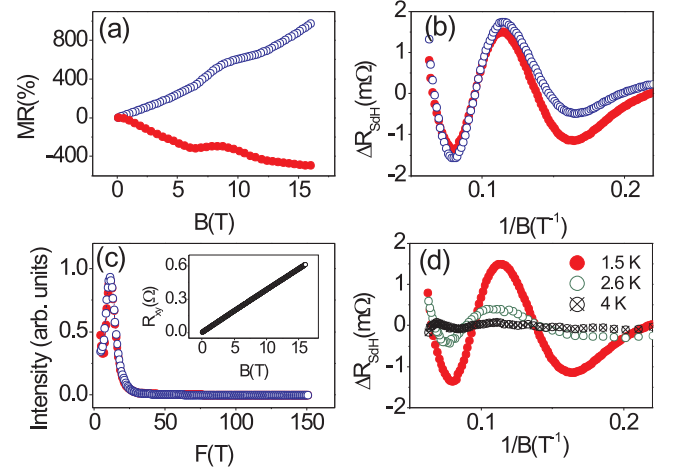 (a)
800
400
0
-400
MR(%)
0
5
10
15
B(T)
(b)
2
1
0
-1
-2
ΔR_SdH(mΩ)
0.1
0.2
1/B(T⁻¹)
(c)
1.0
0.5
0.0
Intensity (arb. units)
0
50
100
150
F(T)
0.6
0.3
0.0
R_xy(Ω)
0
5
10
15
B(T)
(d)
1.5 K
2.6 K
4 K
2
1
0
-1
-2
ΔR_SdH(mΩ)
0.1
0.2
1/B(T⁻¹)